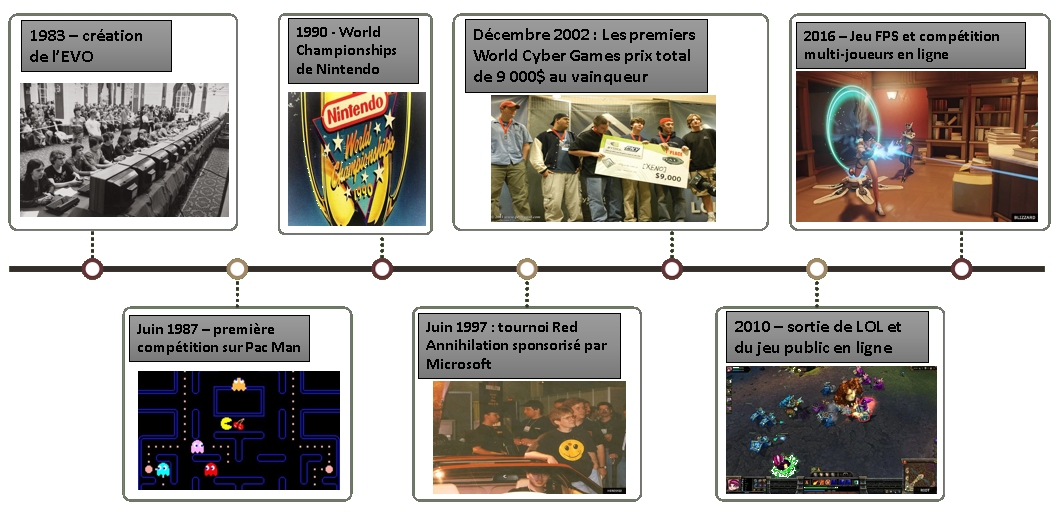 1983 – création
de l'EVO
Juin 1987 – première
compétition sur Pac Man
1990 - World
Championships
de Nintendo
Nintendo
World
Championships
1990
Juin 1997 : tournoi Red
Annihilation sponsorisé par
Microsoft
Décembre 2002 : Les premiers
World Cyber Games prix total
de 9 000$ au vainqueur
PLACE
[XENO]
$9,000
2010 – sortie de LOL et
du jeu public en ligne
2016 – Jeu FPS et compétition
multi-joueurs en ligne
BLIZZARD